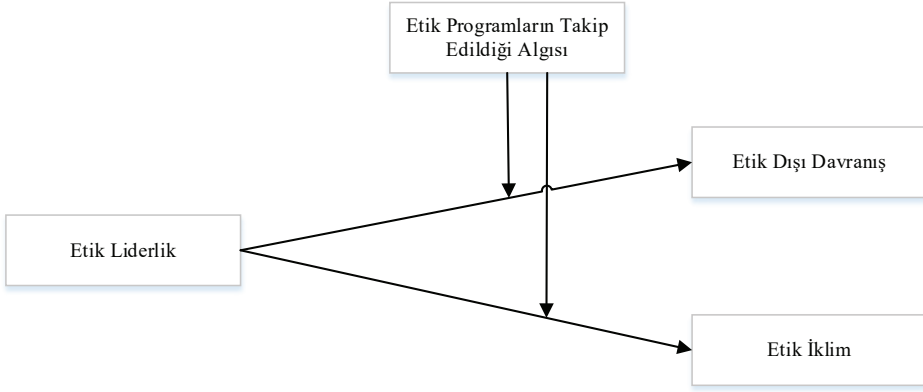 Etik Programların Takip
Edildiği Algısı
Etik Dışı Davranış
Etik Liderlik
Etik İklim